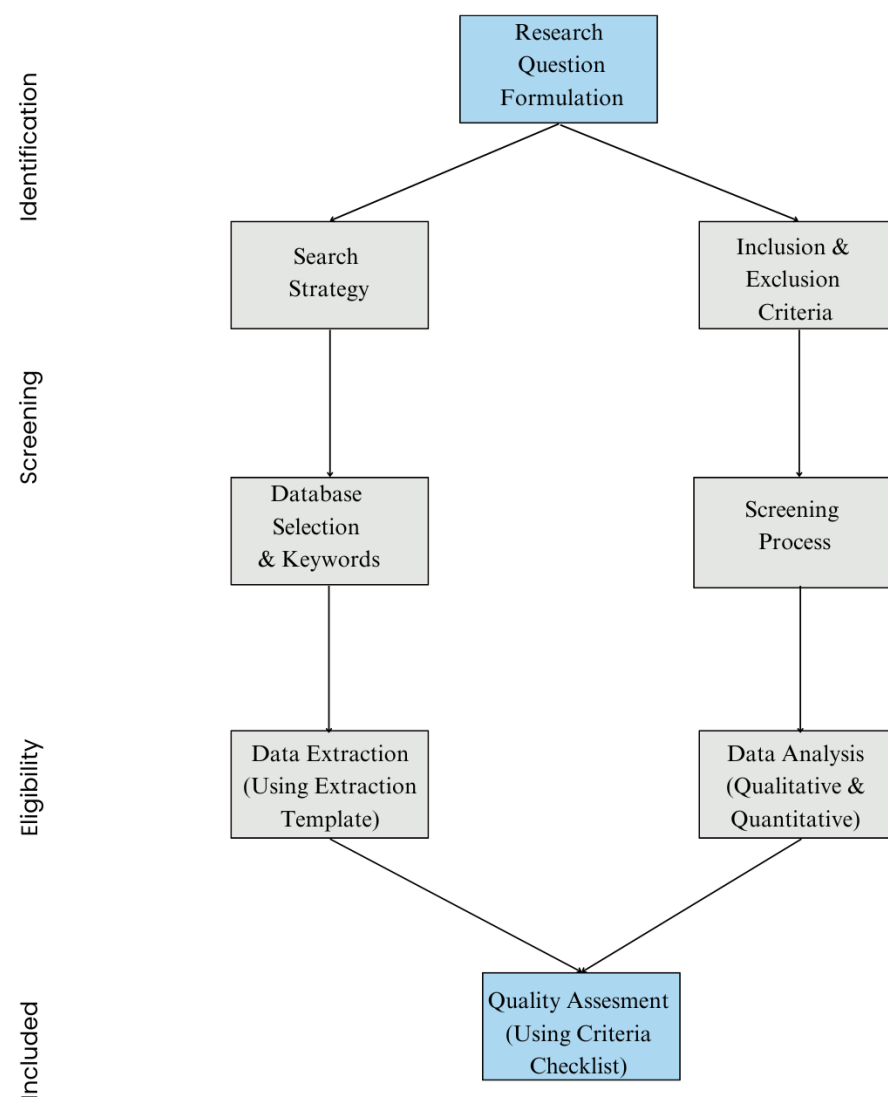 Identification
Research
Question
Formulation
Search
Strategy
Inclusion &
Exclusion
Criteria
Screening
Database
Selection
& Keywords
Screening
Process
Eligibility
Data Extraction
(Using Extraction
Template)
Data Analysis
(Qualitative &
Quantitative)
Included
Quality Assesment
(Using Criteria
Checklist)